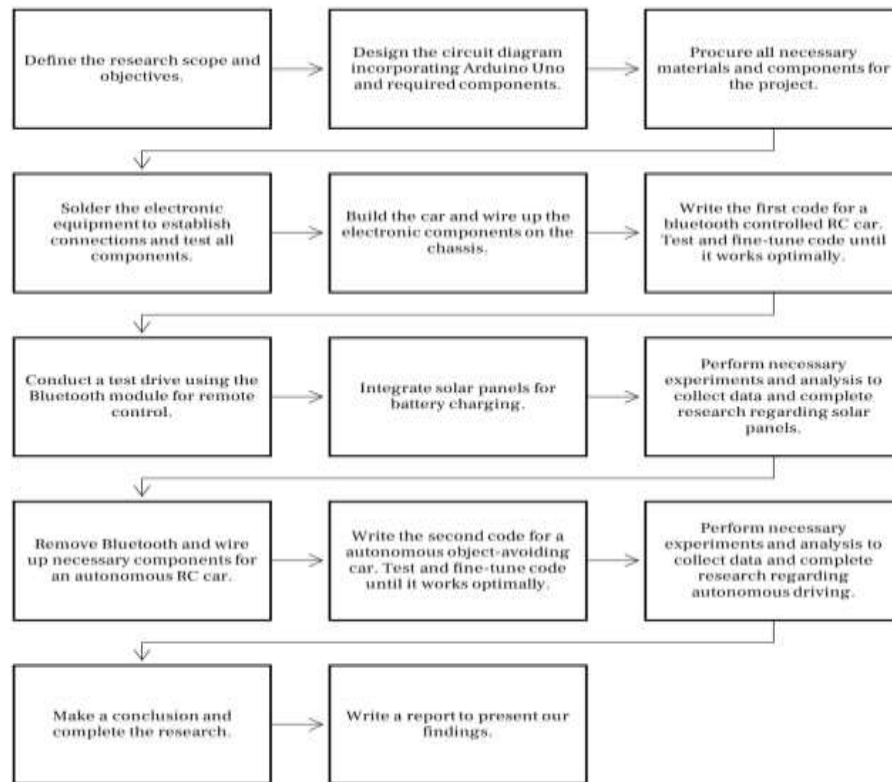 Define the research scope and
objectives.
Design the circuit diagram
incorporating Arduino Uno
and required components.
Procure all necessary
materials and components for
the project.
Solder the electronic
equipment to establish
connections and test all
components.
Build the car and wire up the
electronic components on the
chassis.
Write the first code for a
bluetooth controlled RC car.
Test and fine-tune code until
it works optimally.
Conduct a test drive using the
Bluetooth module for remote
control.
Integrate solar panels for
battery charging.
Perform necessary
experiments and analysis to
collect data and complete
research regarding solar
panels.
Remove Bluetooth and wire
up necessary components for
an autonomous RC car.
Write the second code for a
autonomous object-avoiding
car. Test and fine-tune code
until it works optimally.
Perform necessary
experiments and analysis to
collect data and complete
research regarding
autonomous driving.
Make a conclusion and
complete the research.
Write a report to present our
findings.